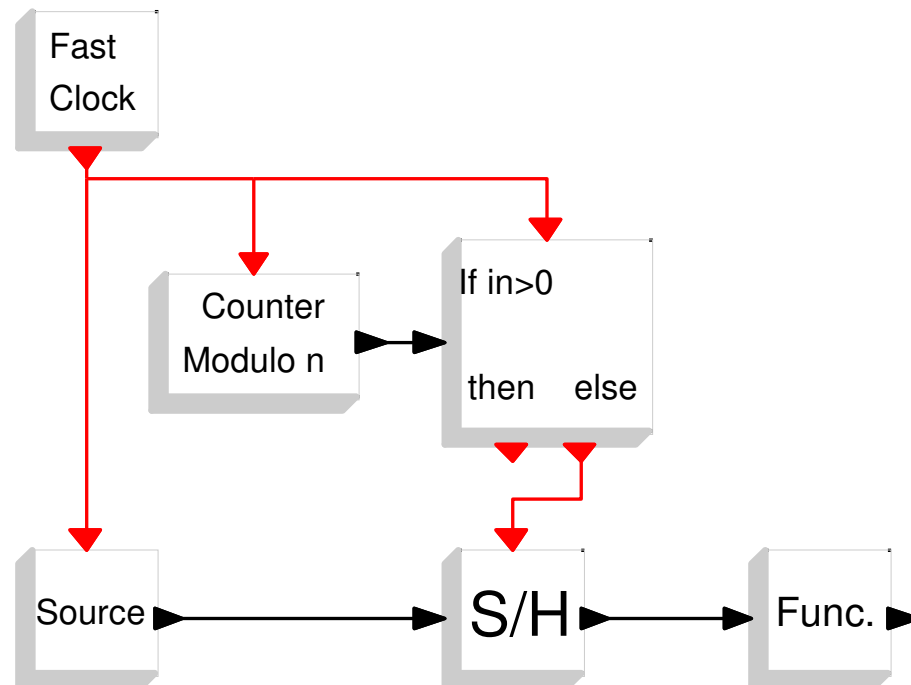 Fast
Clock
If in>0
Counter
Modulo n
then else
Source
S/H
Func.